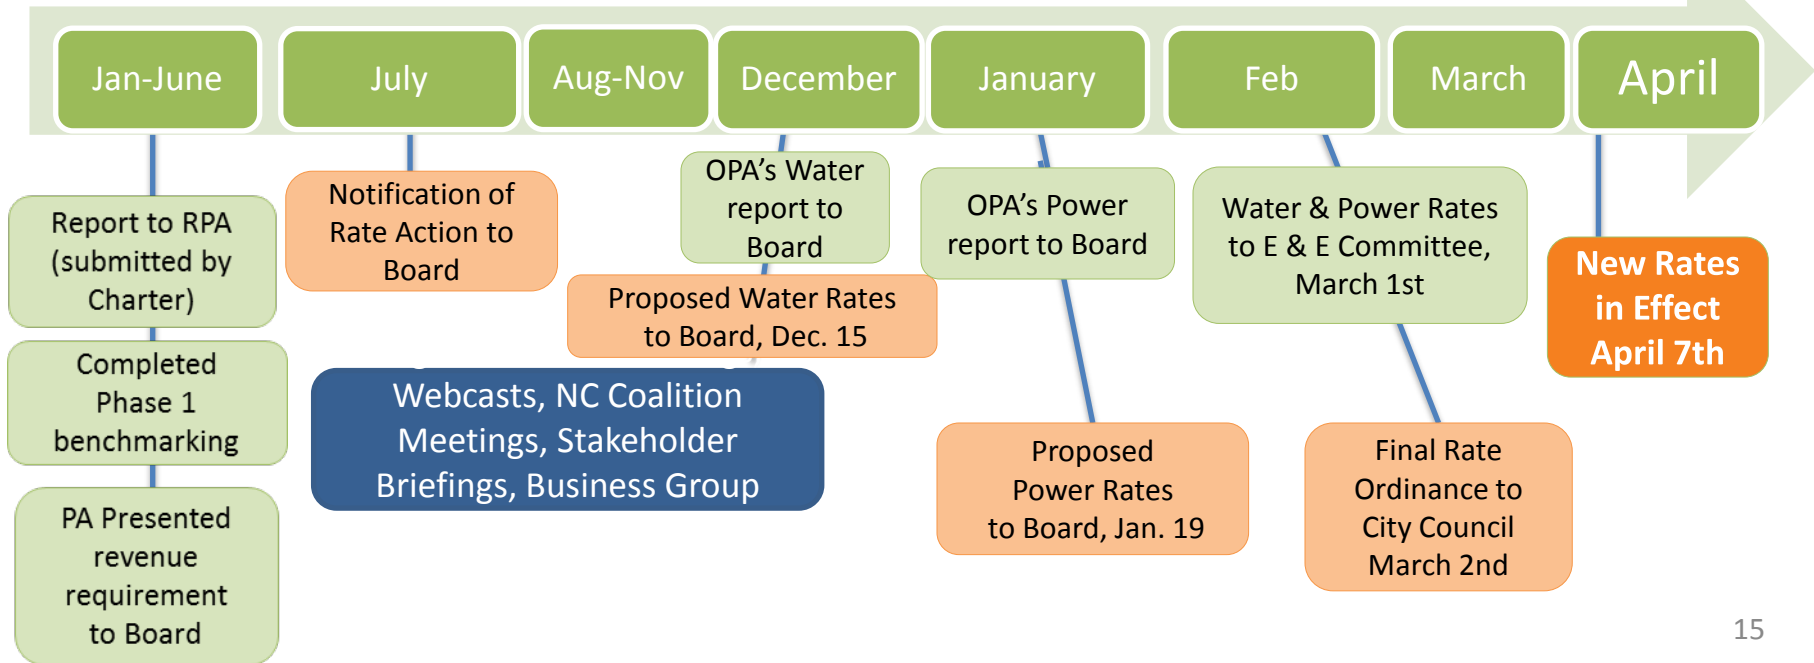 Jan-June
July
Aug-Nov
December
January
Feb
March
April
Report to RPA
(submitted by
Charter)
Completed
Phase 1
benchmarking
PA Presented
revenue
requirement
to Board
Notification of
Rate Action to
Board
OPA's Water
report to
Board
Proposed Water Rates
to Board, Dec. 15
Webcasts, NC Coalition
Meetings, Stakeholder
Briefings, Business Group
OPA's Power
report to Board
Proposed
Power Rates
to Board, Jan. 19
Water & Power Rates
to E & E Committee,
March 1st
Final Rate
Ordinance to
City Council
March 2nd
New Rates
in Effect
April 7th
15